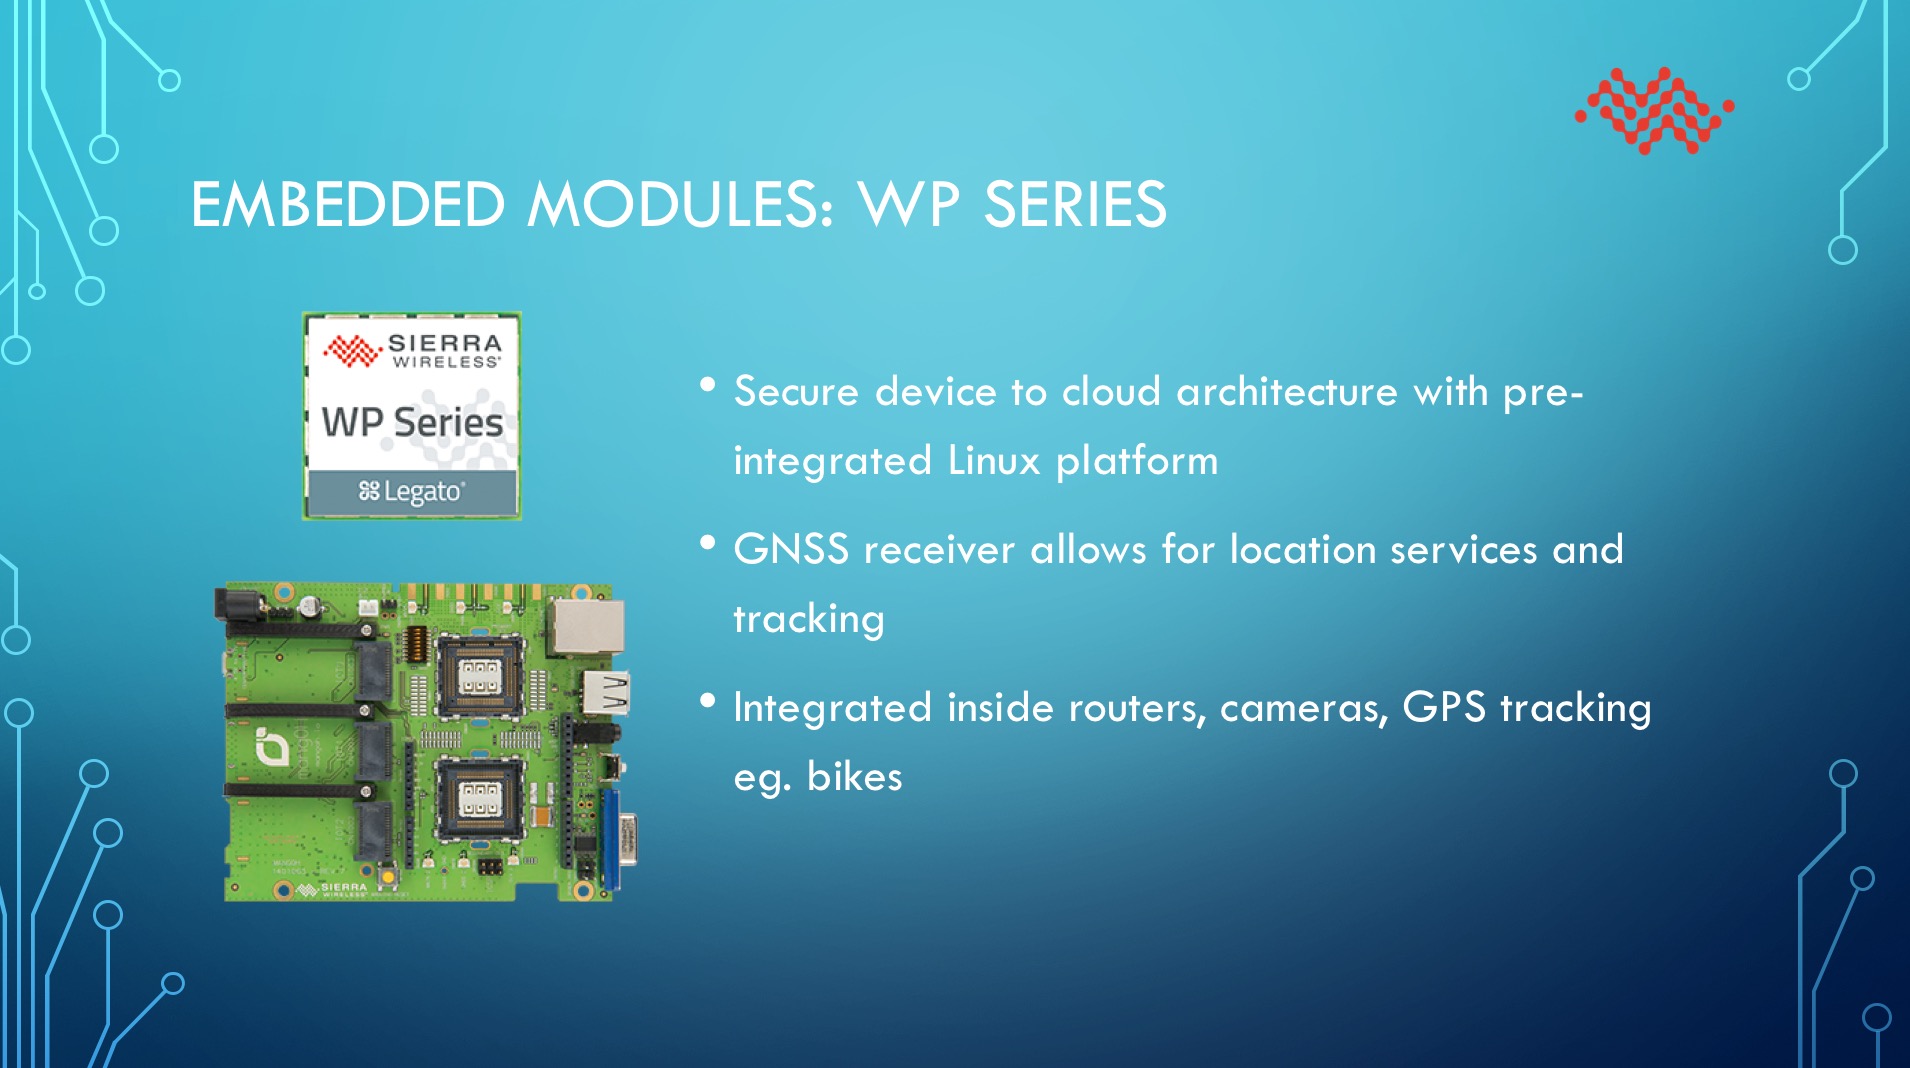 EMBEDDED MODULES: WP SERIES
SIERRA
WIRELESS®
WP Series
Legato®
• Secure device to cloud architecture with pre-
integrated Linux platform
• GNSS receiver allows for location services and
tracking
• Integrated inside routers, cameras, GPS tracking
eg. bikes
mangOH
SIERRA
WIRELESS